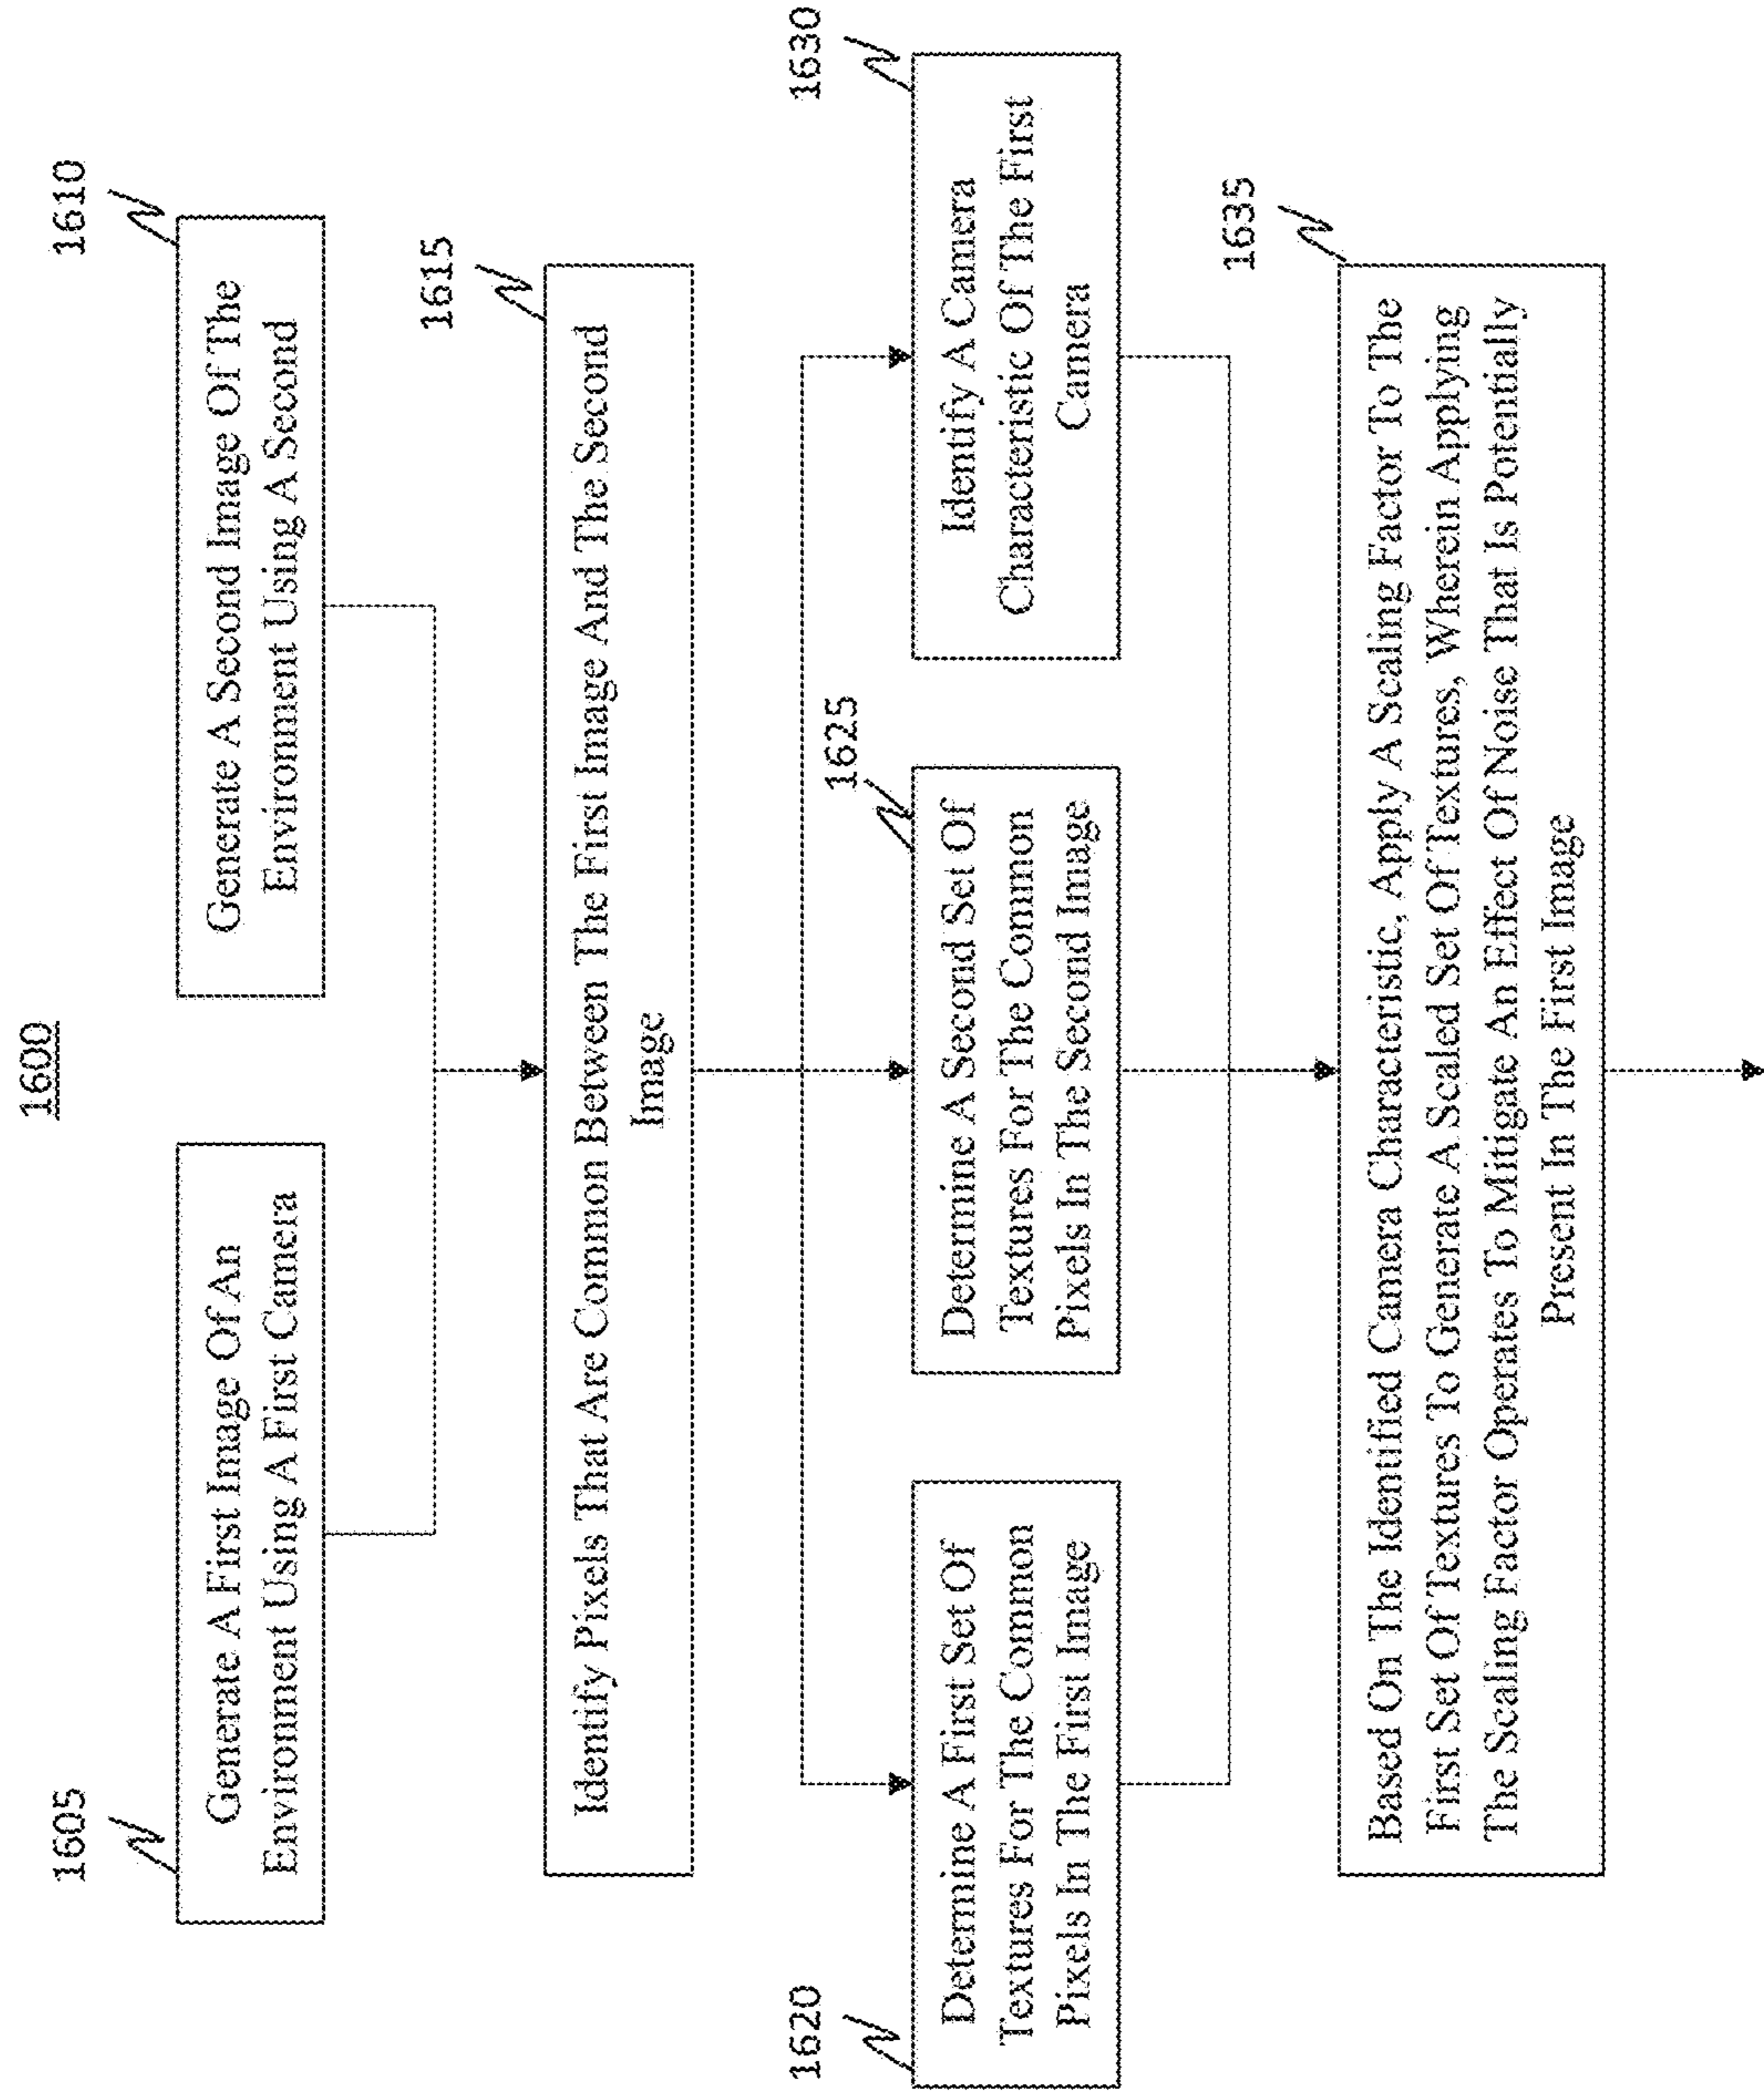 1600
1605
Generate A First Image Of An
Environment Using A First Camera
1610
Generate A Second Image Of The
Environment Using A Second
1615
Identify Pixels That Are Common Between The First Image And The Second
Image
1620
Determine A First Set Of
Textures For The Common
Pixels In The First Image
1625
Determine A Second Set Of
Textures For The Common
Pixels In The Second Image
1630
Identify A Camera
Characteristic Of The First
Camera
1635
Based On The Identified Camera Characteristic, Apply A Scaling Factor To The
First Set Of Textures To Generate A Scaled Set Of Textures, Wherein Applying
The Scaling Factor Operates To Mitigate An Effect Of Noise That Is Potentially
Present In The First Image